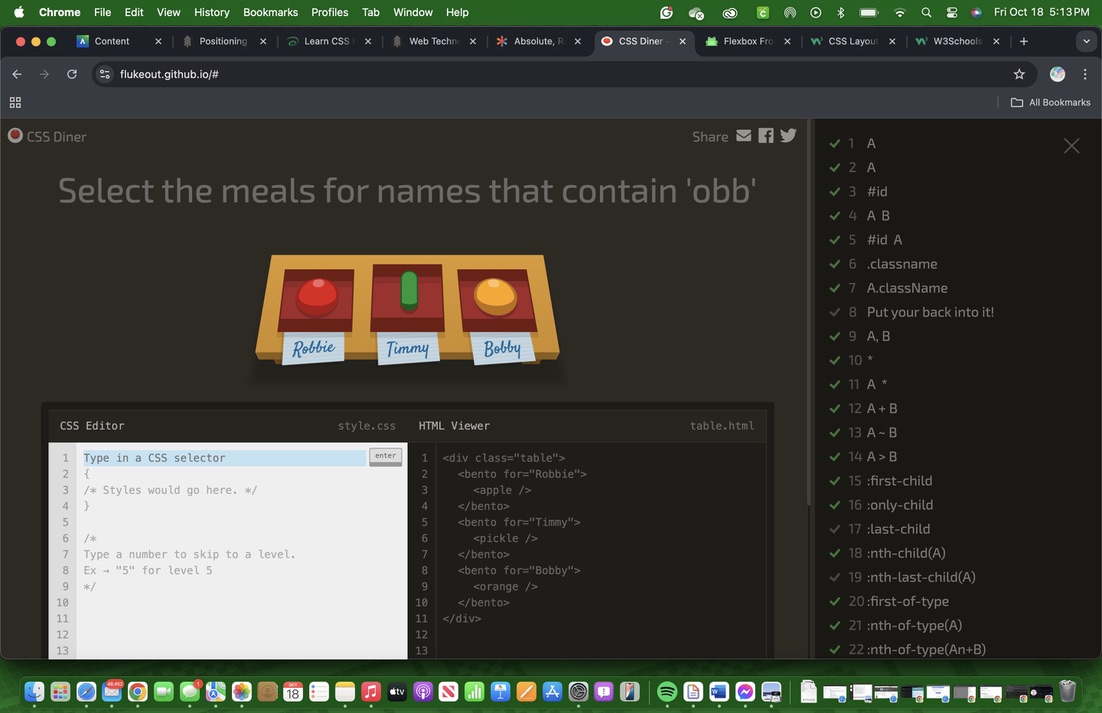 Chrome File Edit View History Bookmarks Profiles Tab Window Help Fri Oct 18 5:13 PM
Content Positioning Learn CSS Web Techn Absolute, R CSS Diner - Flexbox Fro CSS Layou W3Schools
flukeout.github.io/#
All Bookmarks
CSS Diner
Share
Select the meals for names that contain 'obb'
Robbie
Timmy
Bobby
CSS Editor style.css
1 Type in a CSS selector enter
2 {
3 /* Styles would go here. */
4 }
5
6 /*
7 Type a number to skip to a level.
8 Ex → "5" for level 5
9 */
10
11
12
13
HTML Viewer table.html
1 <div class="table">
2 <bento for="Robbie">
3 <apple />
4 </bento>
5 <bento for="Timmy">
6 <pickle />
7 </bento>
8 <bento for="Bobby">
9 <orange />
10 </bento>
11 </div>
12
13
1 A
2 A
3 #id
4 A B
5 #id A
6 .classname
7 A.className
8 Put your back into it!
9 A, B
10 *
11 A *
12 A + B
13 A ~ B
14 A > B
15 :first-child
16 :only-child
17 :last-child
18 :nth-child(A)
19 :nth-last-child(A)
20 :first-of-type
21 :nth-of-type(A)
22 :nth-of-type(An+B)
OCT
18
tv